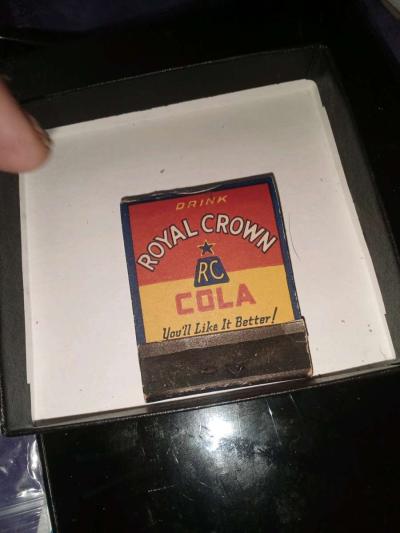 DRINK
ROYAL CROWN
RC
COLA
You'll Like It Better!